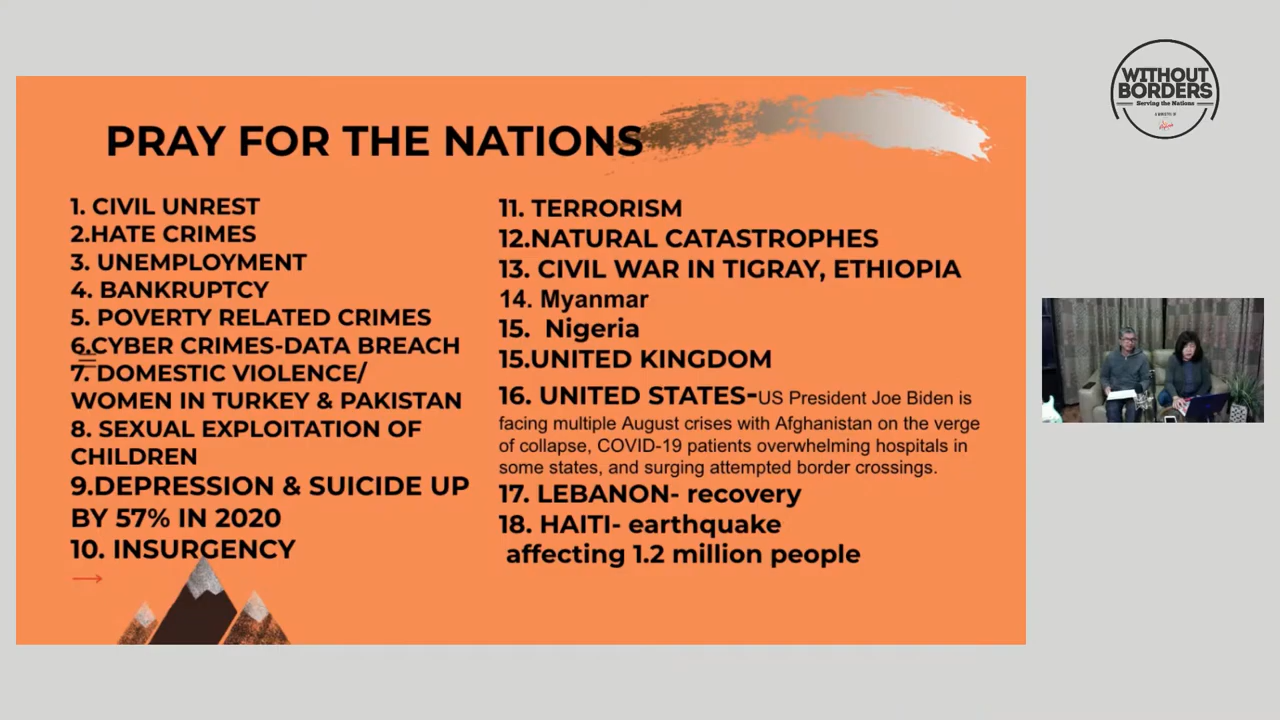 PRAY FOR THE NATIONS
1. CIVIL UNREST
2.HATE CRIMES
3. UNEMPLOYMENT
4. BANKRUPTCY
5. POVERTY RELATED CRIMES
6.CYBER CRIMES-DATA BREACH
7. DOMESTIC VIOLENCE/
WOMEN IN TURKEY & PAKISTAN
8. SEXUAL EXPLOITATION OF
CHILDREN
9.DEPRESSION & SUICIDE UP
BY 57% IN 2020
10. INSURGENCY
11. TERRORISM
12.NATURAL CATASTROPHES
13. CIVIL WAR IN TIGRAY, ETHIOPIA
14. Myanmar
15. Nigeria
15.UNITED KINGDOM
16. UNITED STATES-US President Joe Biden is
facing multiple August crises with Afghanistan on the verge
of collapse, COVID-19 patients overwhelming hospitals in
some states, and surging attempted border crossings.
17. LEBANON- recovery
18. HAITI- earthquake
affecting 1.2 million people
WITHOUT
BORDERS
Serving the Nations